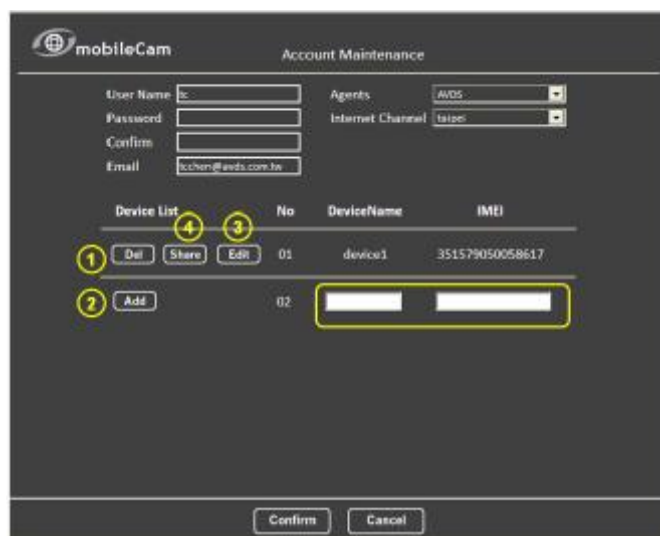 mobileCam
Account Maintenance
User Name tc Agents AVDS
Password Internet Channel taipei
Confirm
Email tcchen@avds.com.tw
Device List No DeviceName IMEI
4 3
1 Del Share Edit 01 device1 351579050058617
2 Add 02
Confirm Cancel